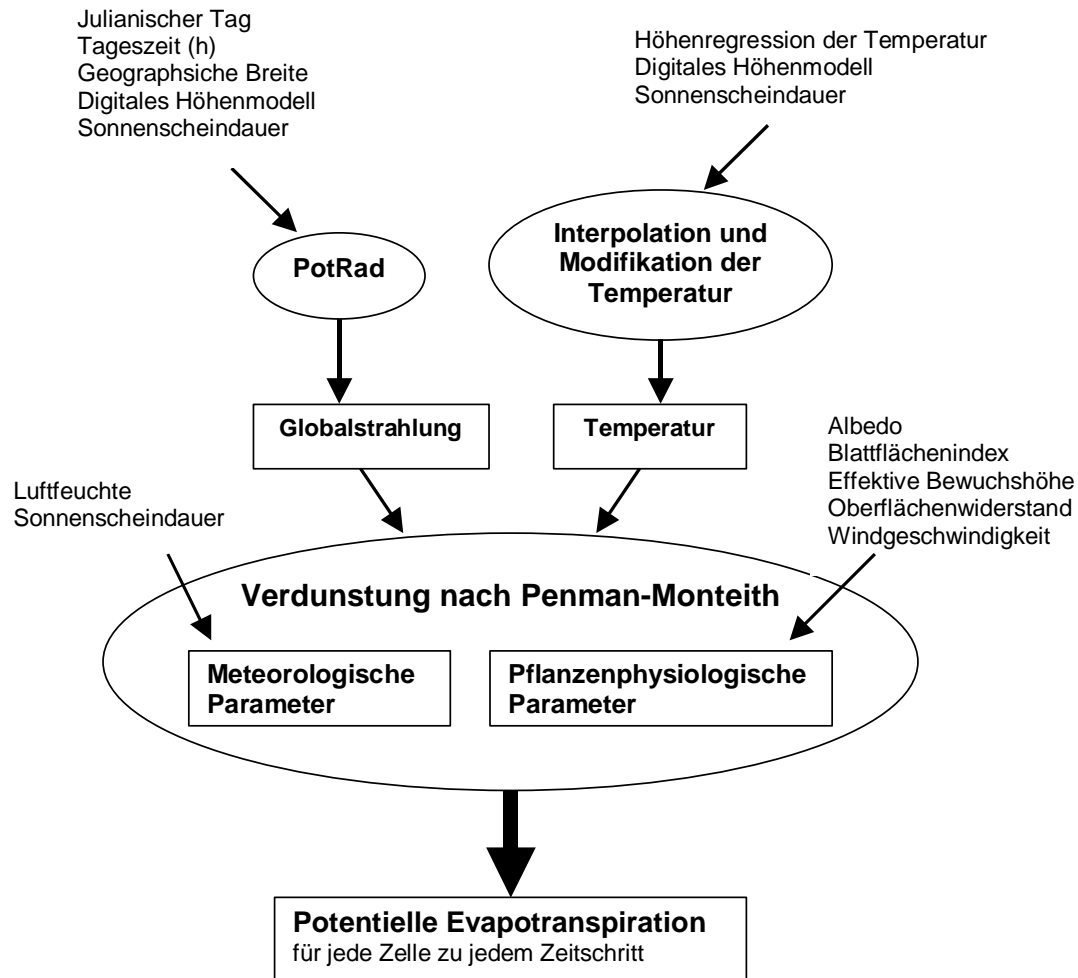 Julianischer Tag
Tageszeit (h)
Geographsiche Breite
Digitales Höhenmodell
Sonnenscheindauer
Höhenregression der Temperatur
Digitales Höhenmodell
Sonnenscheindauer
PotRad
Interpolation und
Modifikation der
Temperatur
Globalstrahlung
Temperatur
Albedo
Blattflächenindex
Effektive Bewuchshöhe
Oberflächenwiderstand
Windgeschwindigkeit
Luftfeuchte
Sonnenscheindauer
Verdunstung nach Penman-Monteith
Meteorologische
Parameter
Pflanzenphysiologische
Parameter
Potentielle Evapotranspiration
für jede Zelle zu jedem Zeitschritt